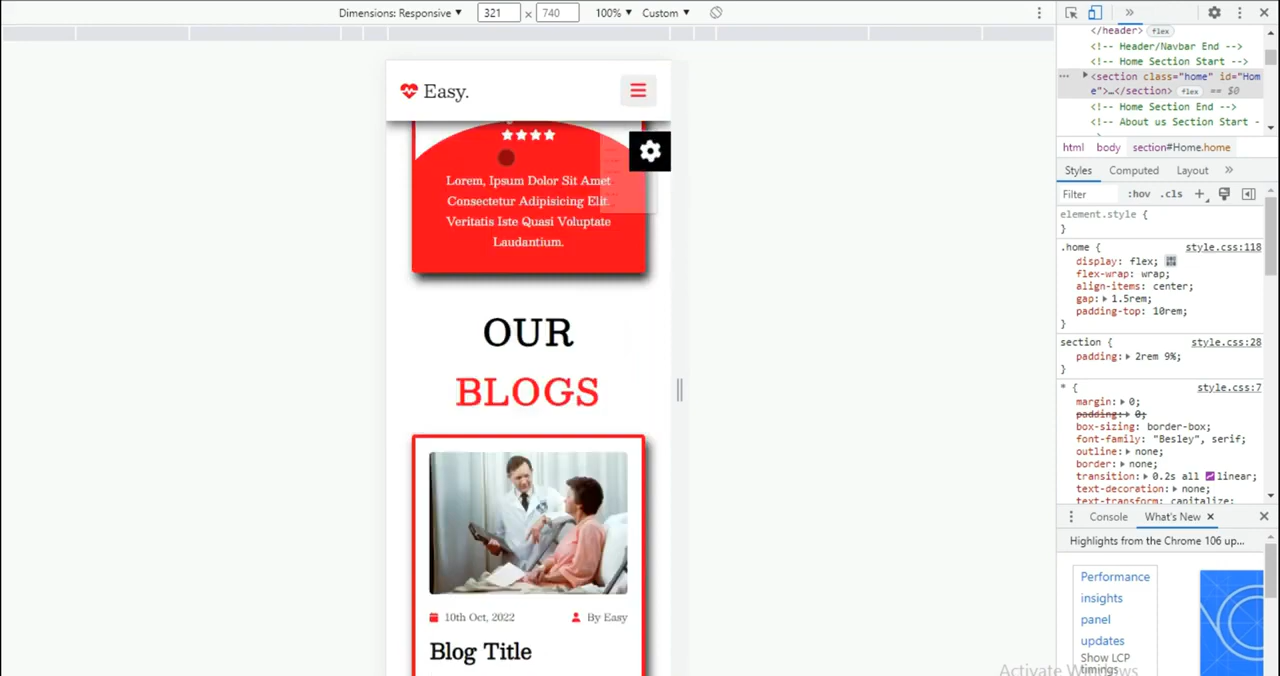 Dimensions: Responsive ▼ 321 × 740 100% ▼ Custom ▼
Easy.
Lorem, Ipsum Dolor Sit Amet
Consectetur Adipisicing Elit.
Veritatis Iste Quasi Voluptate
Laudantium.
OUR
BLOGS
10th Oct, 2022 By Easy
Blog Title
</header> flex
<!-- Header/Navbar End -->
<!-- Home Section Start -->
<section class="home" id="Hom
e">…</section> flex == $0
<!-- Home Section End -->
<!-- About us Section Start -
html body section#Home.home
Styles Computed Layout »
Filter :hov .cls +
element.style {
}
.home { style.css:118
display: flex;
flex-wrap: wrap;
align-items: center;
gap: 1.5rem;
padding-top: 10rem;
}
section { style.css:28
padding: 2rem 9%;
}
* { style.css:7
margin: 0;
padding: 0;
box-sizing: border-box;
font-family: "Besley", serif;
outline: none;
border: none;
transition: 0.2s all linear;
text-decoration: none;
text-transform: capitalize;
Console What's New ×
Highlights from the Chrome 106 up...
Performance
insights
panel
updates
Show LCP
timings
Activate Windows